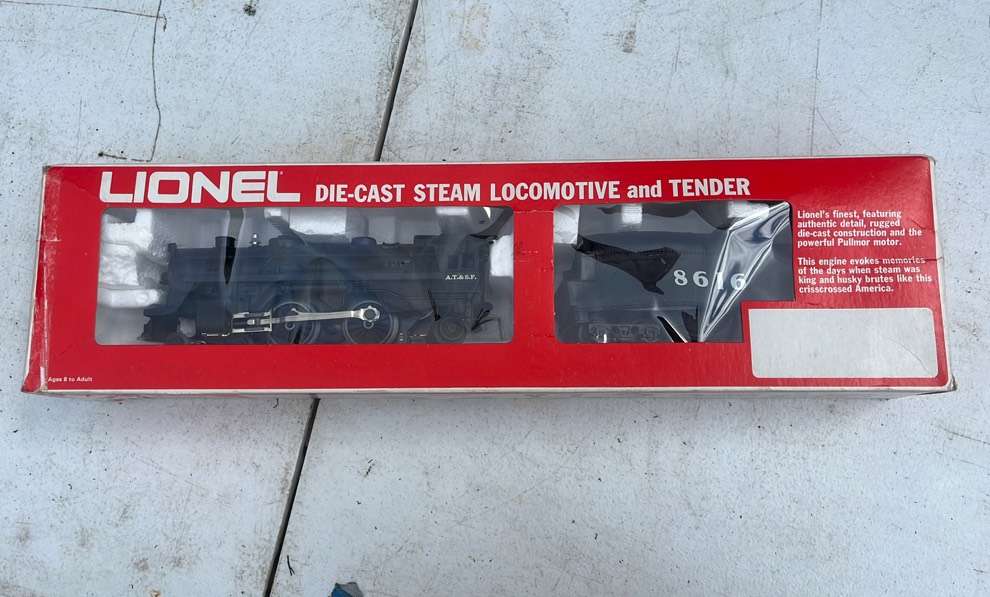 LIONEL DIE-CAST STEAM LOCOMOTIVE and TENDER
Lionel's finest, featuring
authentic detail, rugged
die-cast construction and the
powerful Pullmor motor.
This engine evokes memories
of the days when steam was
king and husky brutes like this
crisscrossed America.
A.T.& S.F.
8616
Ages 8 to Adult